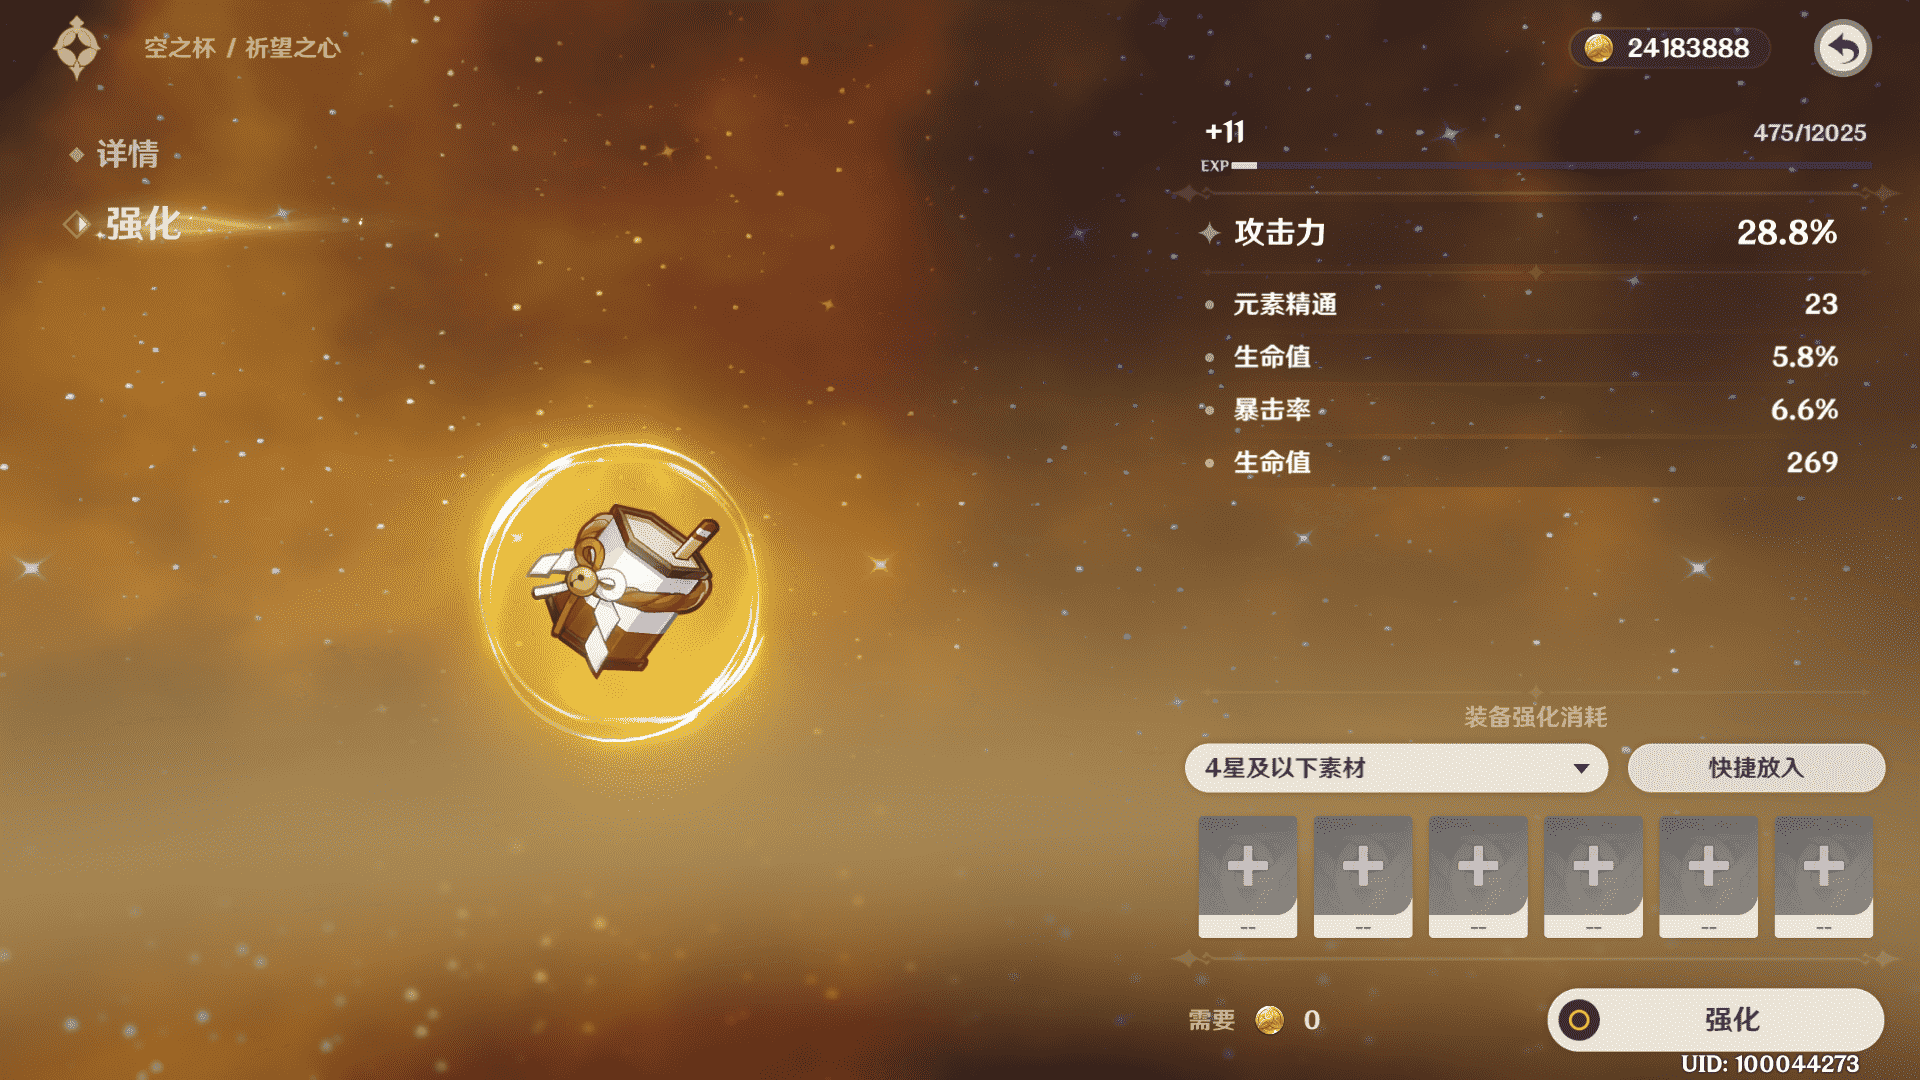 空之杯 / 祈望之心
24183888
详情
强化
+11
475/12025
EXP
攻击力 28.8%
元素精通 23
生命值 5.8%
暴击率 6.6%
生命值 269
装备强化消耗
4星及以下素材
快捷放入
-- -- -- -- -- --
需要 0
强化
UID: 100044273